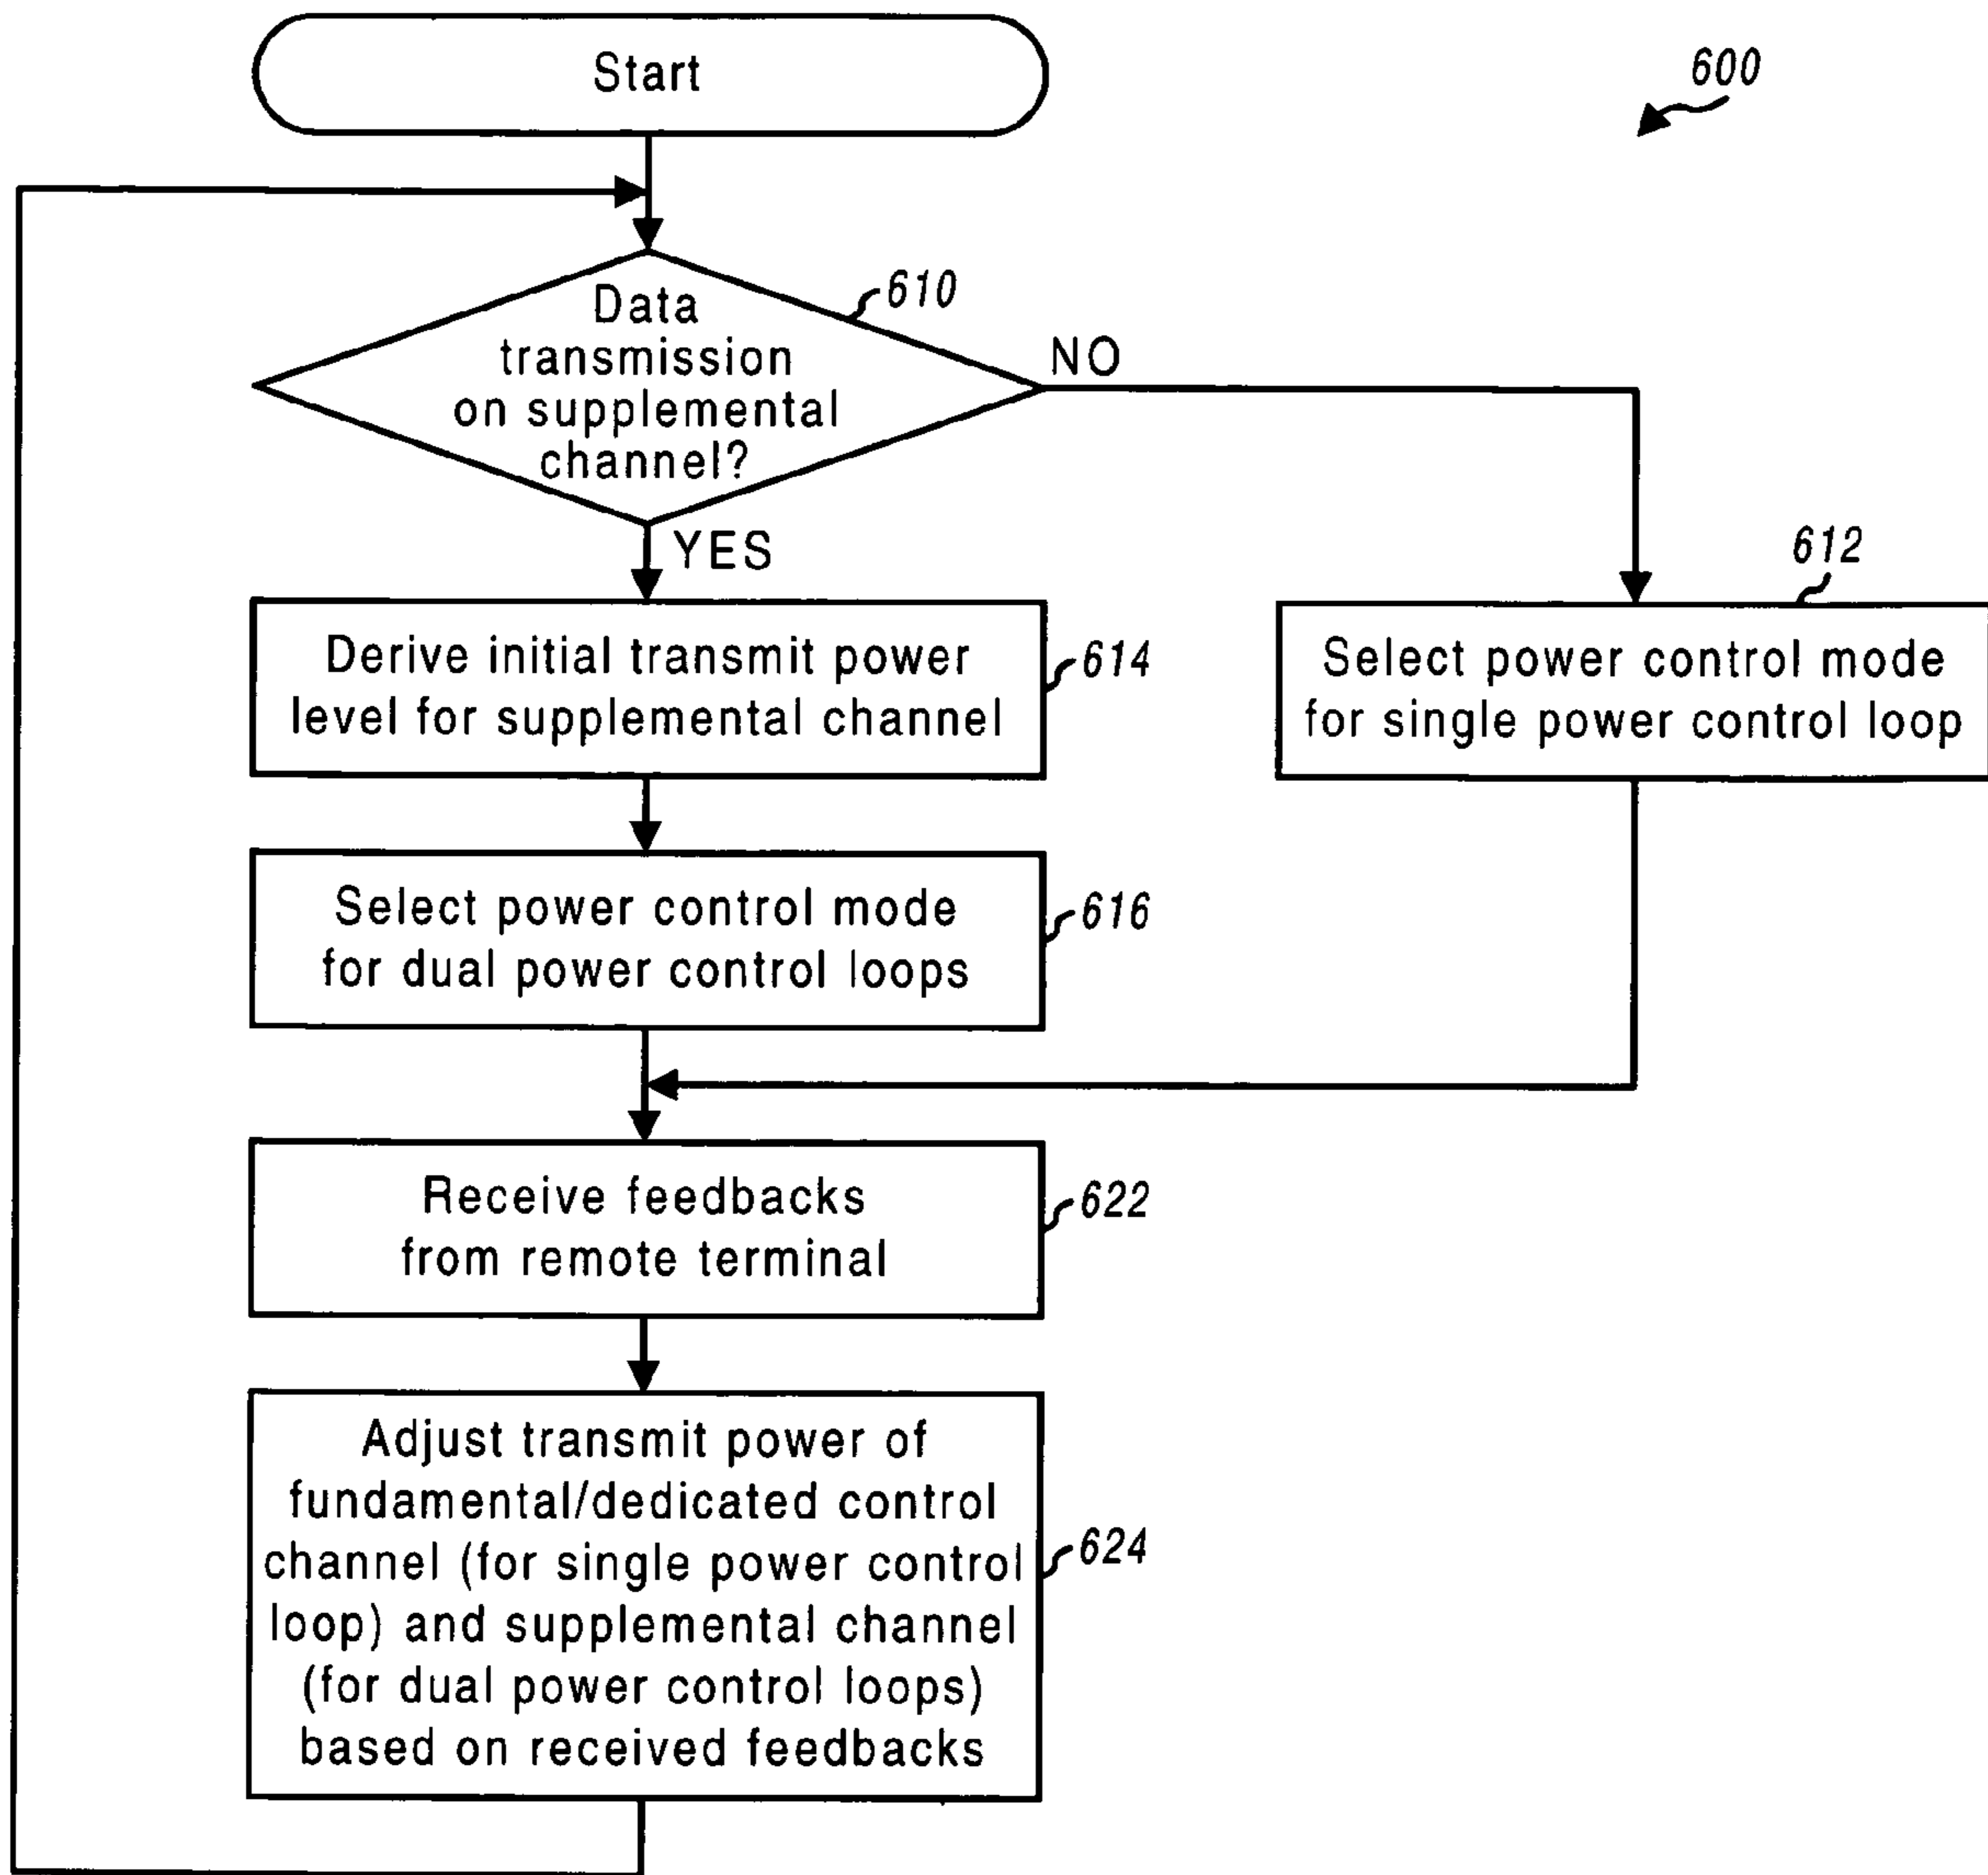 Start
600
Data
transmission
on supplemental
channel?
610
NO
YES
612
Derive initial transmit power
level for supplemental channel
614
Select power control mode
for single power control loop
Select power control mode
for dual power control loops
616
Receive feedbacks
from remote terminal
622
Adjust transmit power of
fundamental/dedicated control
channel (for single power control
loop) and supplemental channel
(for dual power control loops)
based on received feedbacks
624